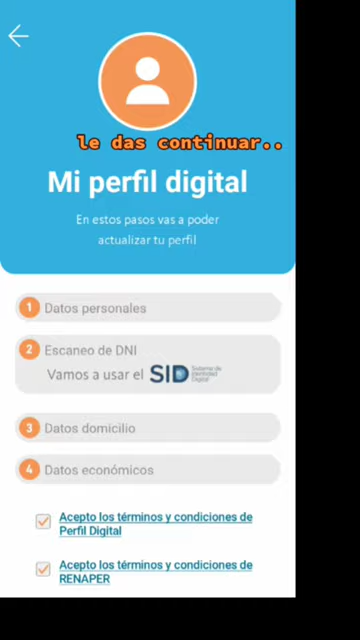 le das continuar..
Mi perfil digital
En estos pasos vas a poder
actualizar tu perfil
1 Datos personales
2 Escaneo de DNI
Vamos a usar el SID Sistema de Identidad Digital
3 Datos domicilio
4 Datos económicos
Acepto los términos y condiciones de
Perfil Digital
Acepto los términos y condiciones de
RENAPER